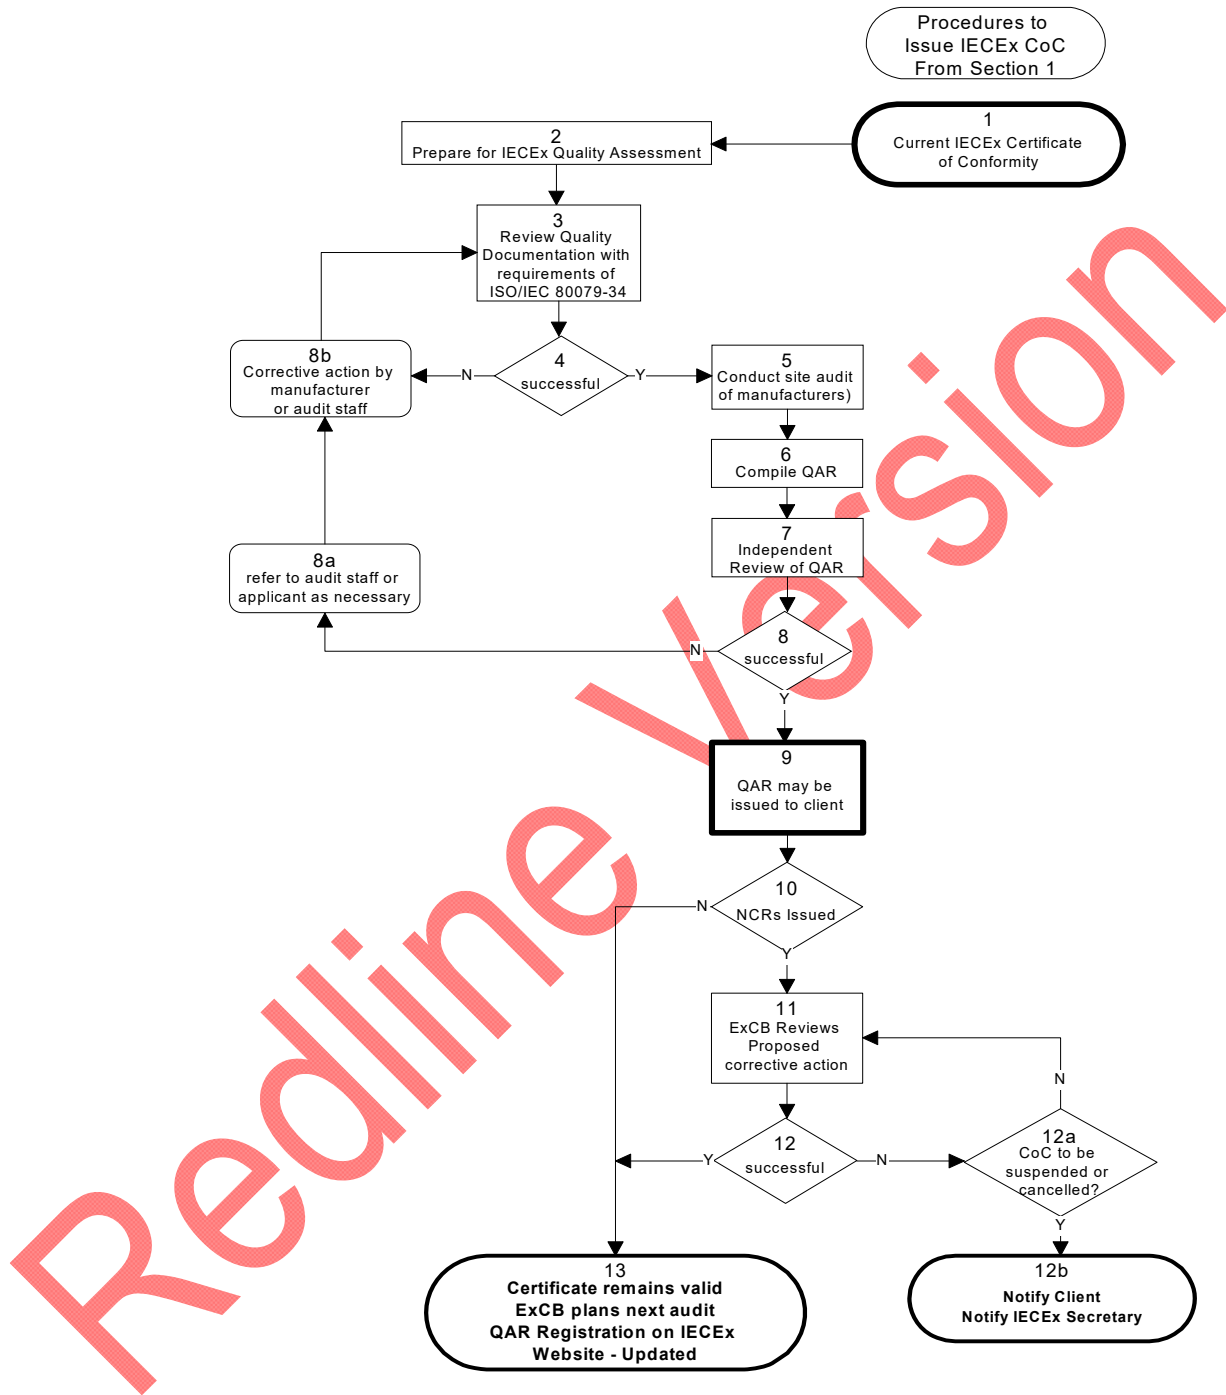 Procedures to
Issue IECEx CoC
From Section 1
1
Current IECEx Certificate
of Conformity
2
Prepare for IECEx Quality Assessment
3
Review Quality
Documentation with
requirements of
ISO/IEC 80079-34
4
successful
N
Y
8b
Corrective action by
manufacturer
or audit staff
5
Conduct site audit
of manufacturers)
6
Compile QAR
7
Independent
Review of QAR
8a
refer to audit staff or
applicant as necessary
8
successful
N
Y
9
QAR may be
issued to client
10
NCRs Issued
N
Y
11
ExCB Reviews
Proposed
corrective action
12
successful
Y
N
12a
CoC to be
suspended or
cancelled?
N
Y
13
Certificate remains valid
ExCB plans next audit
QAR Registration on IECEx
Website - Updated
12b
Notify Client
Notify IECEx Secretary
Redline Version